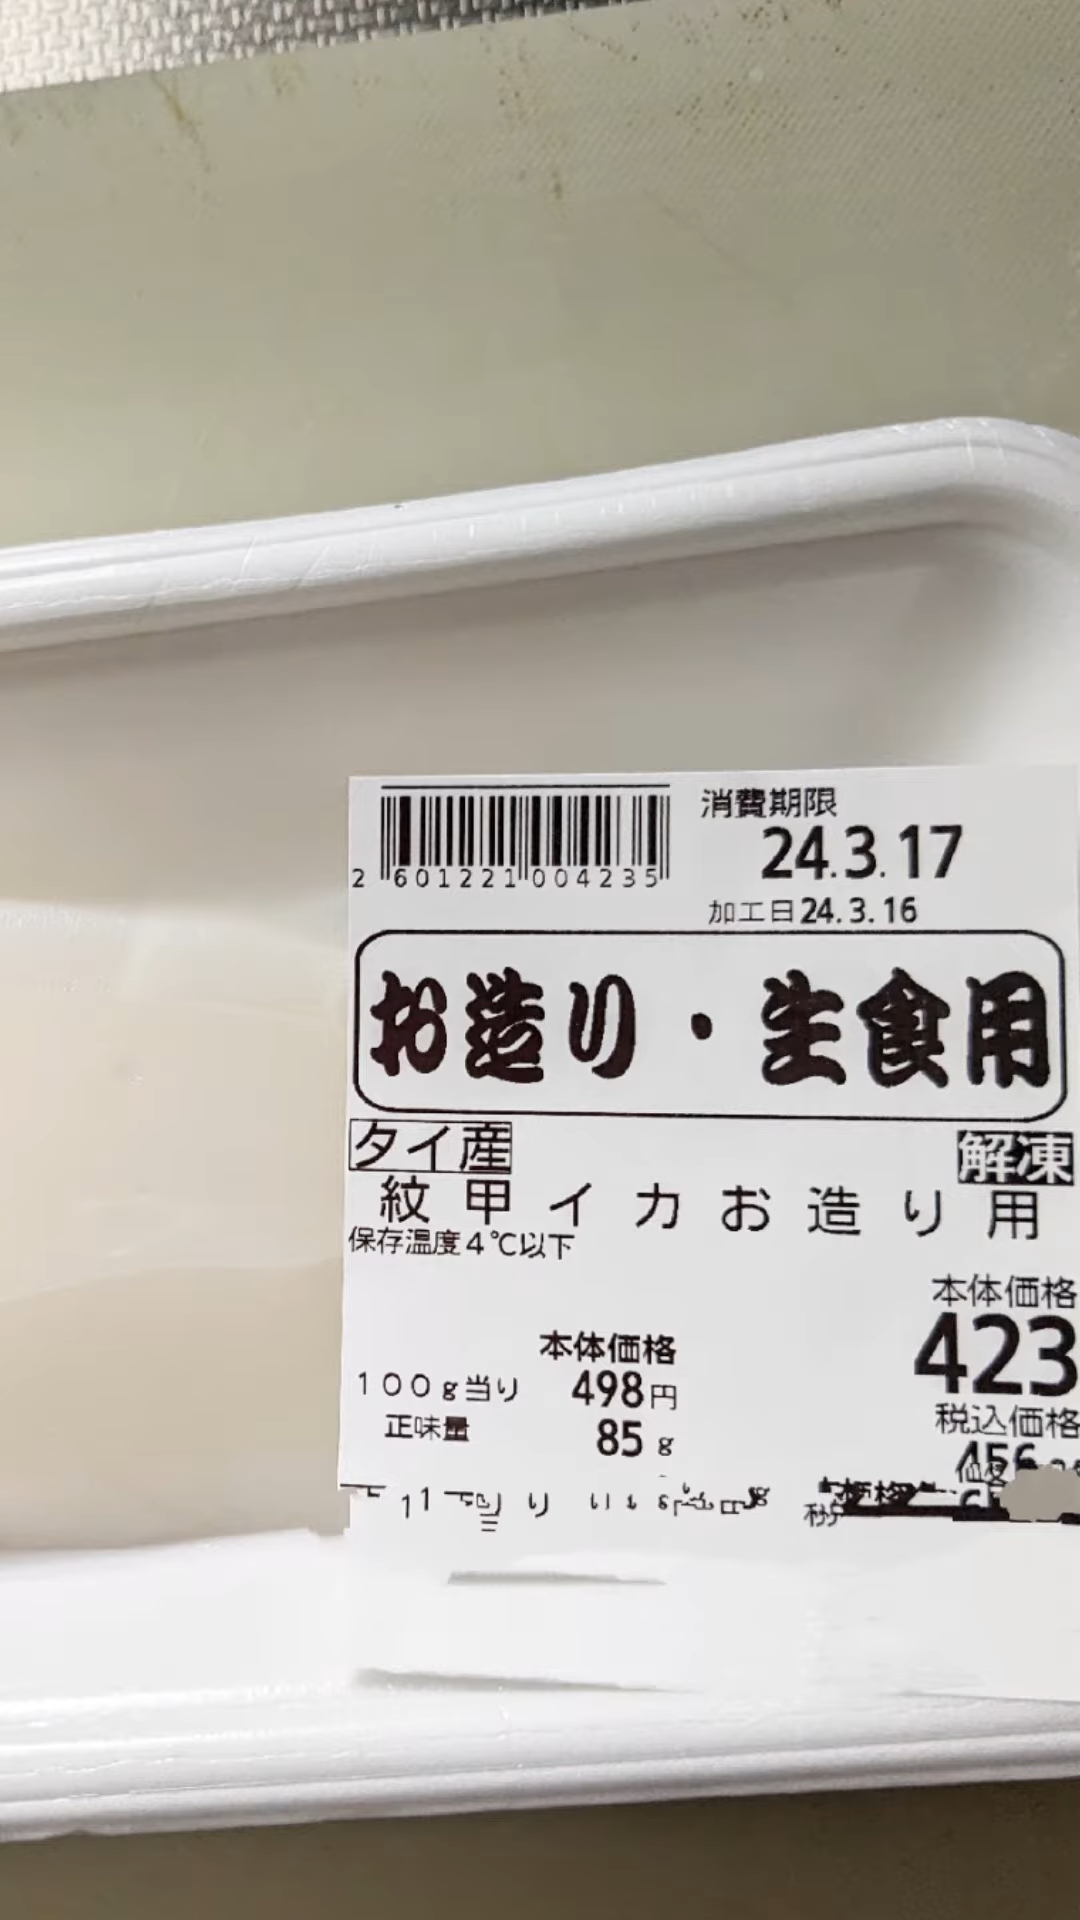 消費期限
24.3.17
2 601221 004235
加工日24.3.16
お造り・生食用
タイ産
解凍
紋甲イカお造り用
保存温度4℃以下
本体価格
423
本体価格
100g当り 498円
税込価格
正味量 85g